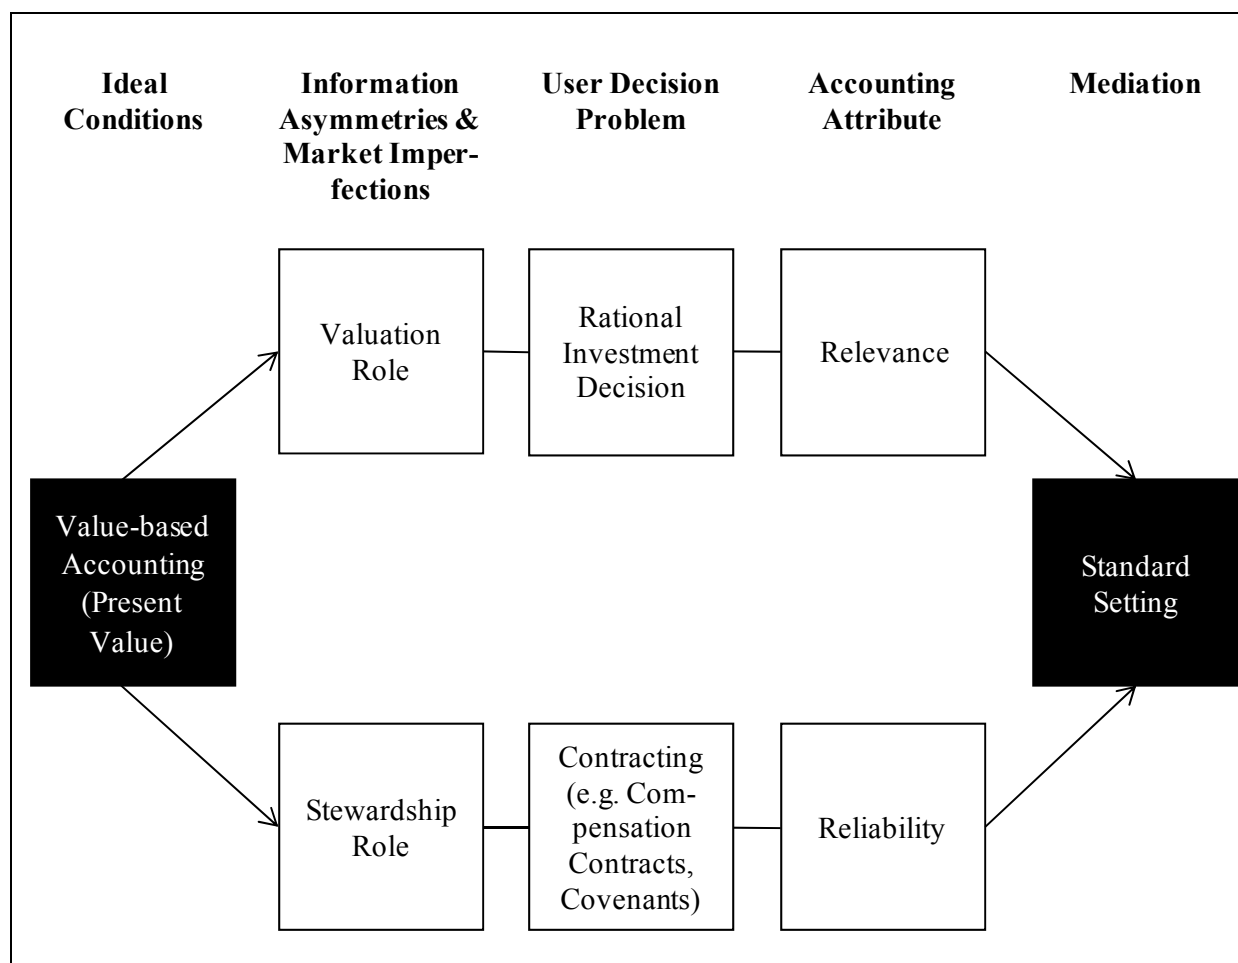 Ideal
Conditions
Information
Asymmetries &
Market Imper-
fections
User Decision
Problem
Accounting
Attribute
Mediation
Valuation
Role
Rational
Investment
Decision
Relevance
Value-based
Accounting
(Present
Value)
Standard
Setting
Stewardship
Role
Contracting
(e.g. Com-
pensation
Contracts,
Covenants)
Reliability